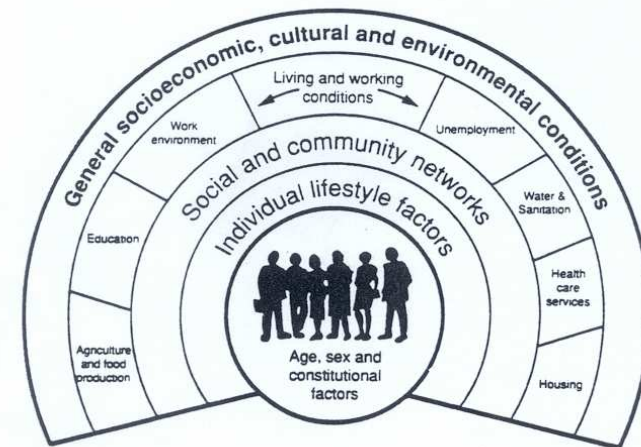 General socioeconomic, cultural and environmental conditions
Living and working
conditions
Work
environment
Unemployment
Social and community networks
Education
Water &
Sanitation
Individual lifestyle factors
Agriculture
and food
production
Health
care
services
Housing
Age, sex and
constitutional
factors